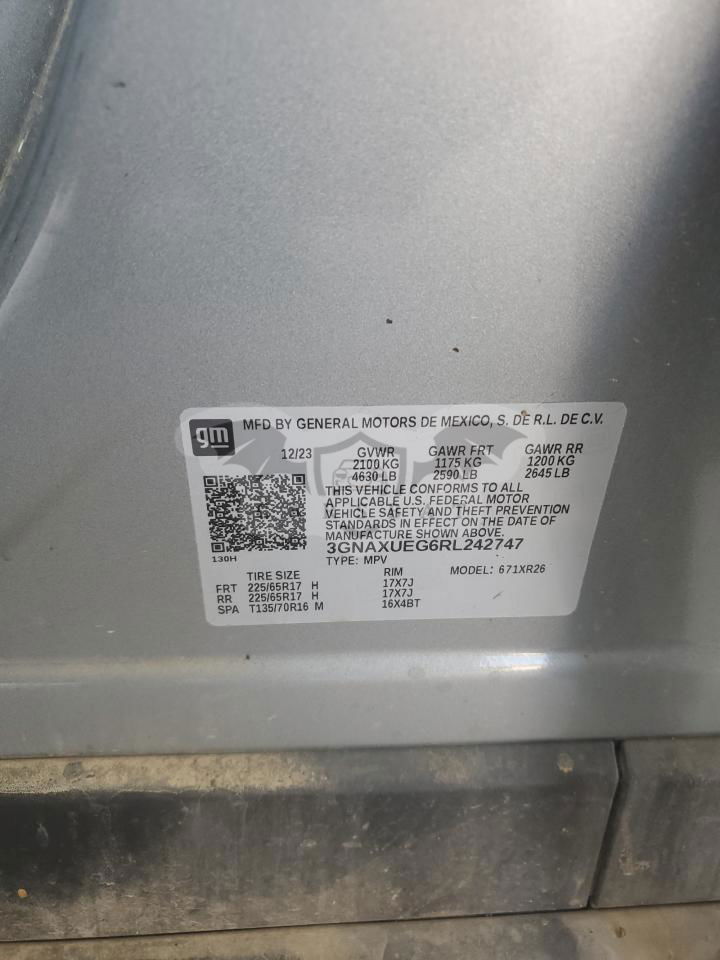 gm
MFD BY GENERAL MOTORS DE MEXICO, S. DE R.L. DE C.V.
12/23 GVWR GAWR FRT GAWR RR
2100 KG 1175 KG 1200 KG
4630 LB 2590 LB 2645 LB
THIS VEHICLE CONFORMS TO ALL
APPLICABLE U.S. FEDERAL MOTOR
VEHICLE SAFETY AND THEFT PREVENTION
STANDARDS IN EFFECT ON THE DATE OF
MANUFACTURE SHOWN ABOVE.
3GNAXUEG6RL242747
130H
TYPE: MPV
TIRE SIZE RIM MODEL: 671XR26
FRT 225/65R17 H 17X7J
RR 225/65R17 H 17X7J
SPA T135/70R16 M 16X4BT